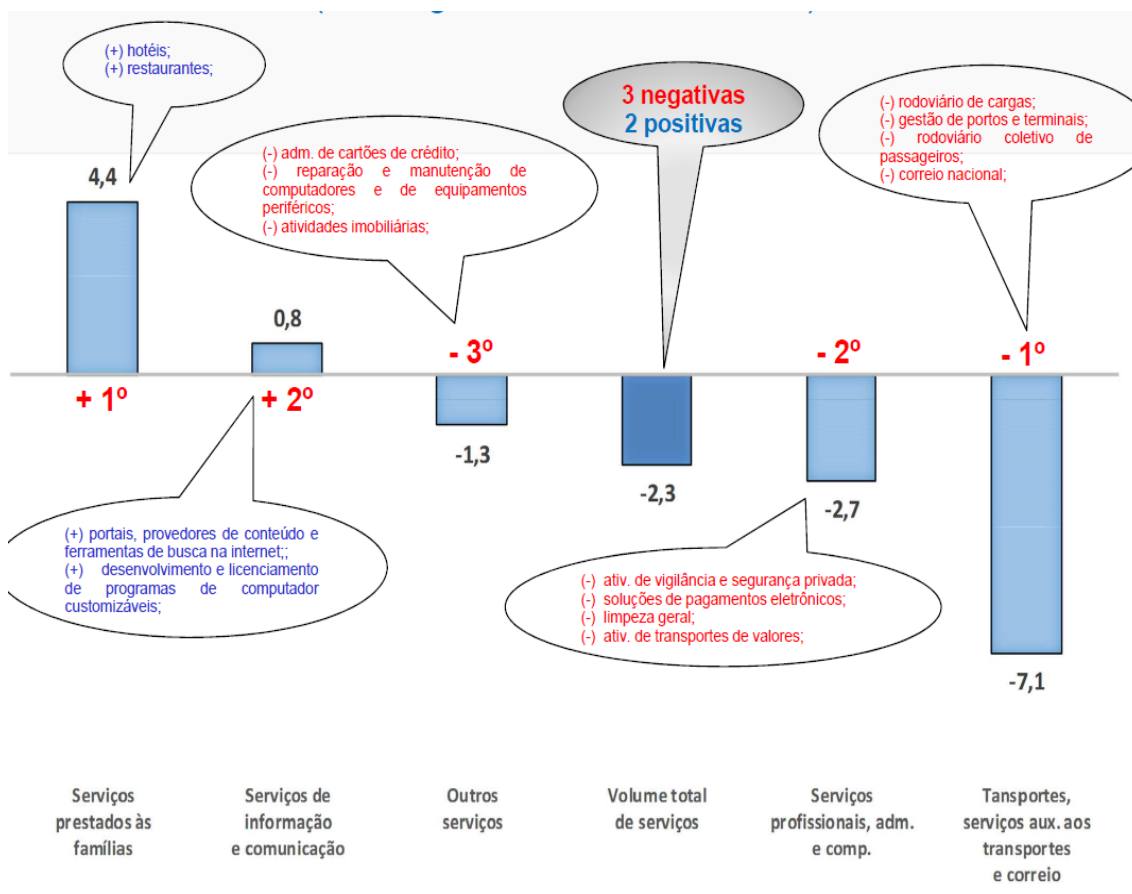 (+) hotéis;
(+) restaurantes;
3 negativas
2 positivas
(-) rodoviário de cargas;
(-) gestão de portos e terminais;
(-) rodoviário coletivo de
passageiros;
(-) correio nacional;
(-) adm. de cartões de crédito;
(-) reparação e manutenção de
computadores e de equipamentos
periféricos;
(-) atividades imobiliárias;
4,4
0,8
- 3º
- 2º
- 1º
+ 1º
+ 2º
-1,3
-2,3
-2,7
-7,1
(+) portais, provedores de conteúdo e
ferramentas de busca na internet;;
(+) desenvolvimento e licenciamento
de programas de computador
customizáveis;
(-) ativ. de vigilância e segurança privada;
(-) soluções de pagamentos eletrônicos;
(-) limpeza geral;
(-) ativ. de transportes de valores;
Serviços
prestados às
famílias
Serviços de
informação
e comunicação
Outros
serviços
Volume total
de serviços
Serviços
profissionais, adm.
e comp.
Tansportes,
serviços aux. aos
transportes
e correio